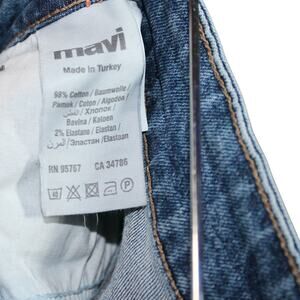 mavi
Made in Turkey
98% Cotton / Baumwolle /
Pamuk / Coton / Algodon /
/ Хлопок /
Bovina / Katoen
2% Elastane / Elastan /
/ Эластан / Elastaan
RN 95767 CA 34786